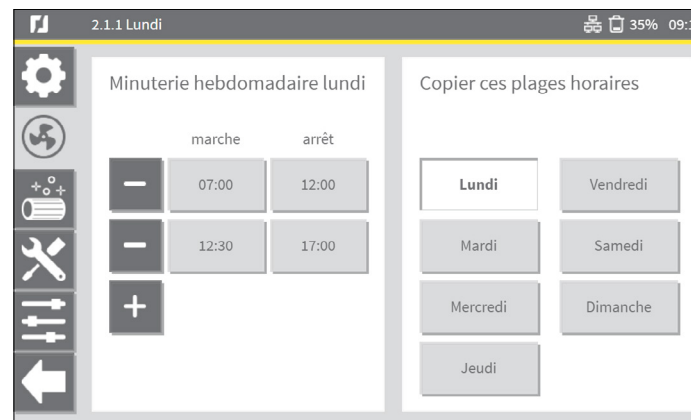 2.1.1 Lundi
35%
Minuterie hebdomadaire lundi
marche arrêt
07:00 12:00
12:30 17:00
Copier ces plages horaires
Lundi Vendredi
Mardi Samedi
Mercredi Dimanche
Jeudi